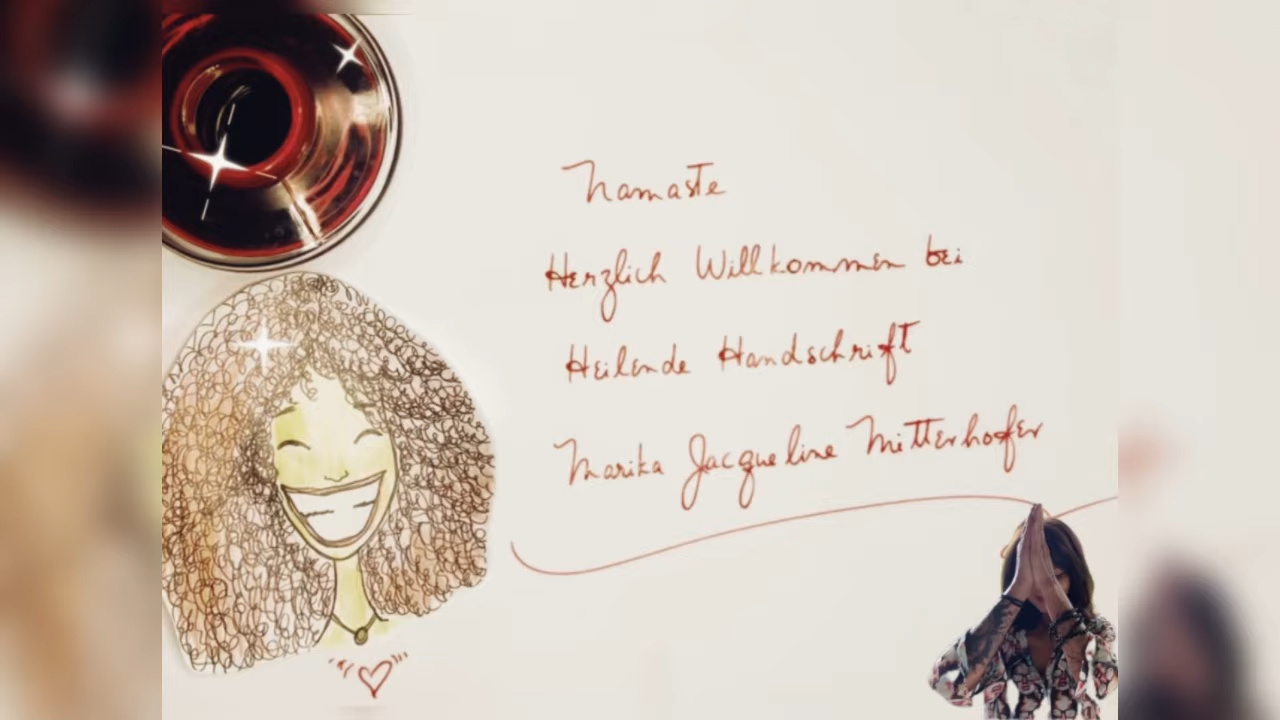 Namaste
Herzlich Willkommen bei
Heilende Handschrift
Marika Jacqueline Mitterhofer